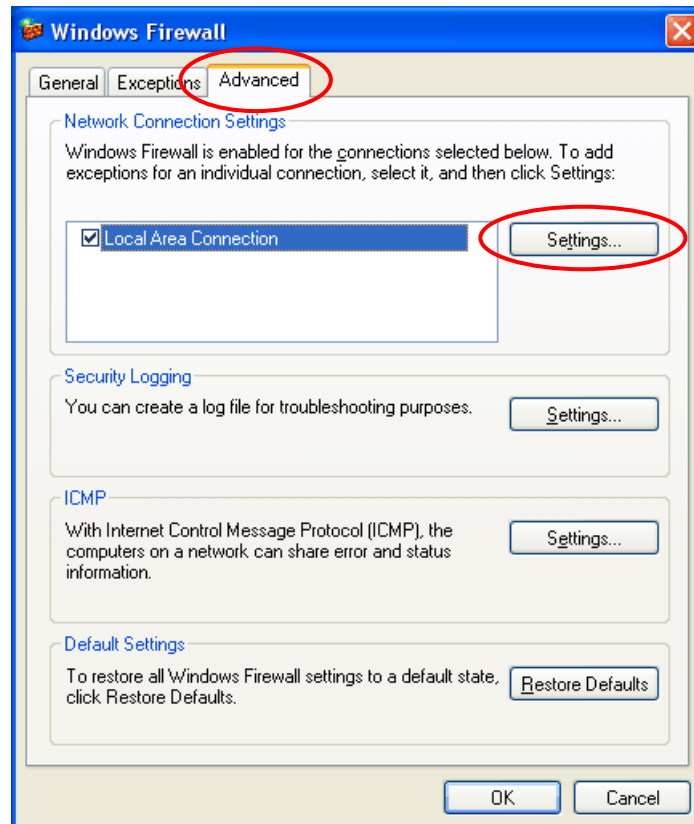 Windows Firewall
General Exceptions Advanced
Network Connection Settings
Windows Firewall is enabled for the connections selected below. To add
exceptions for an individual connection, select it, and then click Settings:
Local Area Connection
Settings...
Security Logging
You can create a log file for troubleshooting purposes.
Settings...
ICMP
With Internet Control Message Protocol (ICMP), the
computers on a network can share error and status
information.
Settings...
Default Settings
To restore all Windows Firewall settings to a default state,
click Restore Defaults.
Restore Defaults
OK Cancel